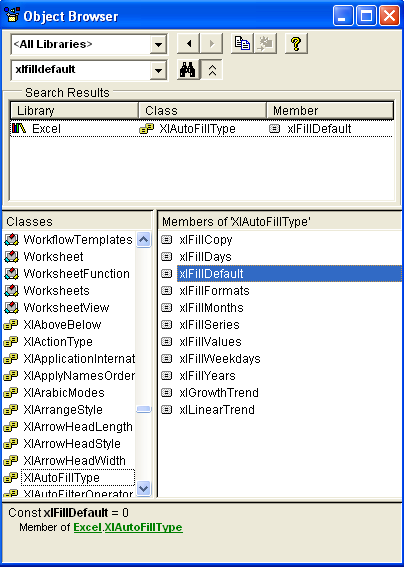 Object Browser
<All Libraries>
xlfilldefault
Search Results
Library Class Member
Excel XlAutoFillType xlFillDefault
Classes
WorkflowTemplates
Worksheet
WorksheetFunction
Worksheets
WorksheetView
XlAboveBelow
XlActionType
XlApplicationInternat
XlApplyNamesOrder
XlArabicModes
XlArrangeStyle
XlArrowHeadLength
XlArrowHeadStyle
XlArrowHeadWidth
XlAutoFillType
XlAutoFilterOperator
Members of 'XlAutoFillType'
xlFillCopy
xlFillDays
xlFillDefault
xlFillFormats
xlFillMonths
xlFillSeries
xlFillValues
xlFillWeekdays
xlFillYears
xlGrowthTrend
xlLinearTrend
Const xlFillDefault = 0
Member of Excel.XlAutoFillType